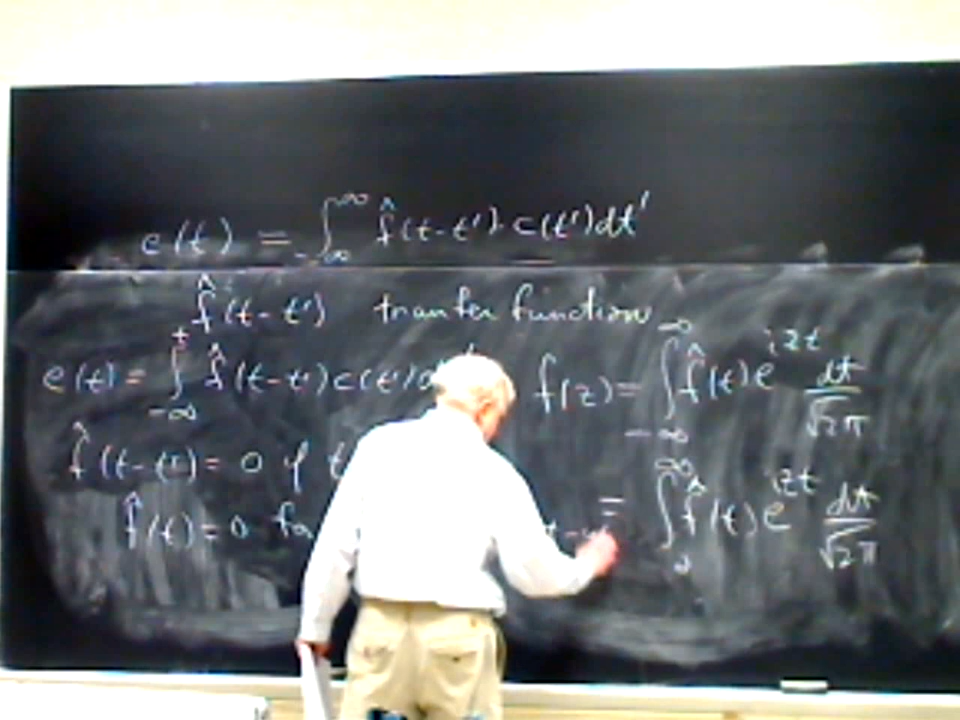 e(t) = ∫_{-∞}^{∞} f̂(t-t')·c(t')dt'
f̂(t-t') tranfer function
e(t) = ∫_{-∞}^{t} f̂(t-t')c(t')d
f̂(t-t') = 0 if t
f̂(t) = 0 fo
f(z) = ∫_{-∞}^{∞} f̂(t)e^{izt} dt/√2π
= ∫_{0}^{∞} f̂(t)e^{izt} dt/√2π